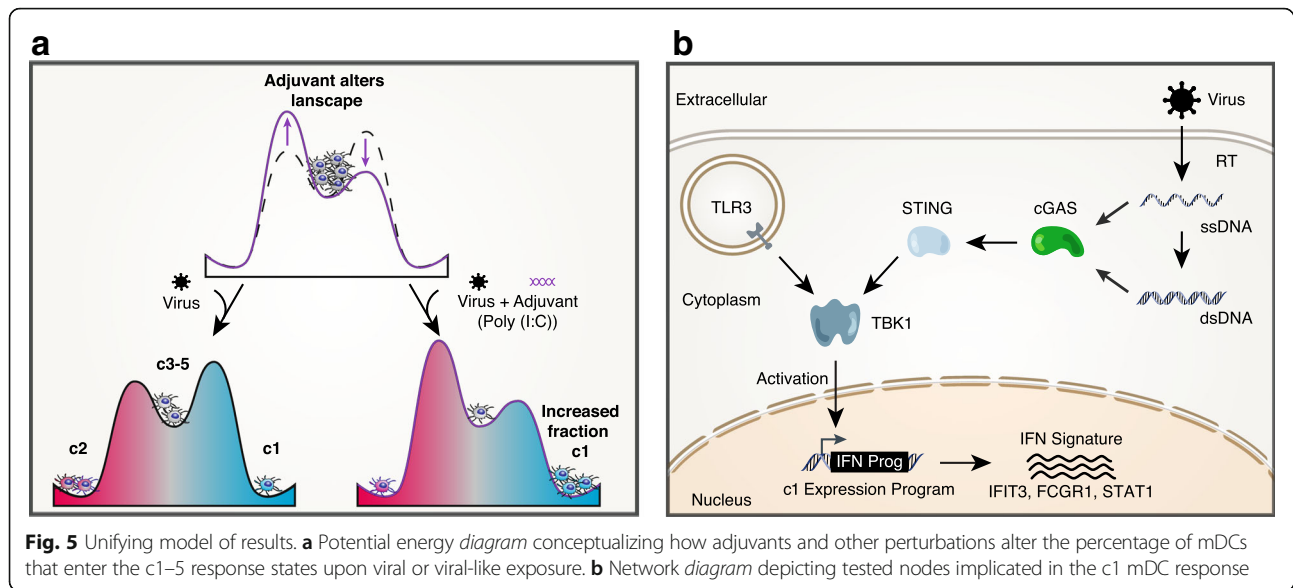 a
Adjuvant alters
lanscape
Virus
Virus + Adjuvant
(Poly (I:C))
c3-5
c2
c1
Increased
fraction
c1
b
Extracellular
Virus
RT
TLR3
STING
cGAS
ssDNA
Cytoplasm
TBK1
dsDNA
Activation
IFN Signature
IFN Prog
c1 Expression Program
IFIT3, FCGR1, STAT1
Nucleus
Fig. 5 Unifying model of results. a Potential energy diagram conceptualizing how adjuvants and other perturbations alter the percentage of mDCs
that enter the c1–5 response states upon viral or viral-like exposure. b Network diagram depicting tested nodes implicated in the c1 mDC response